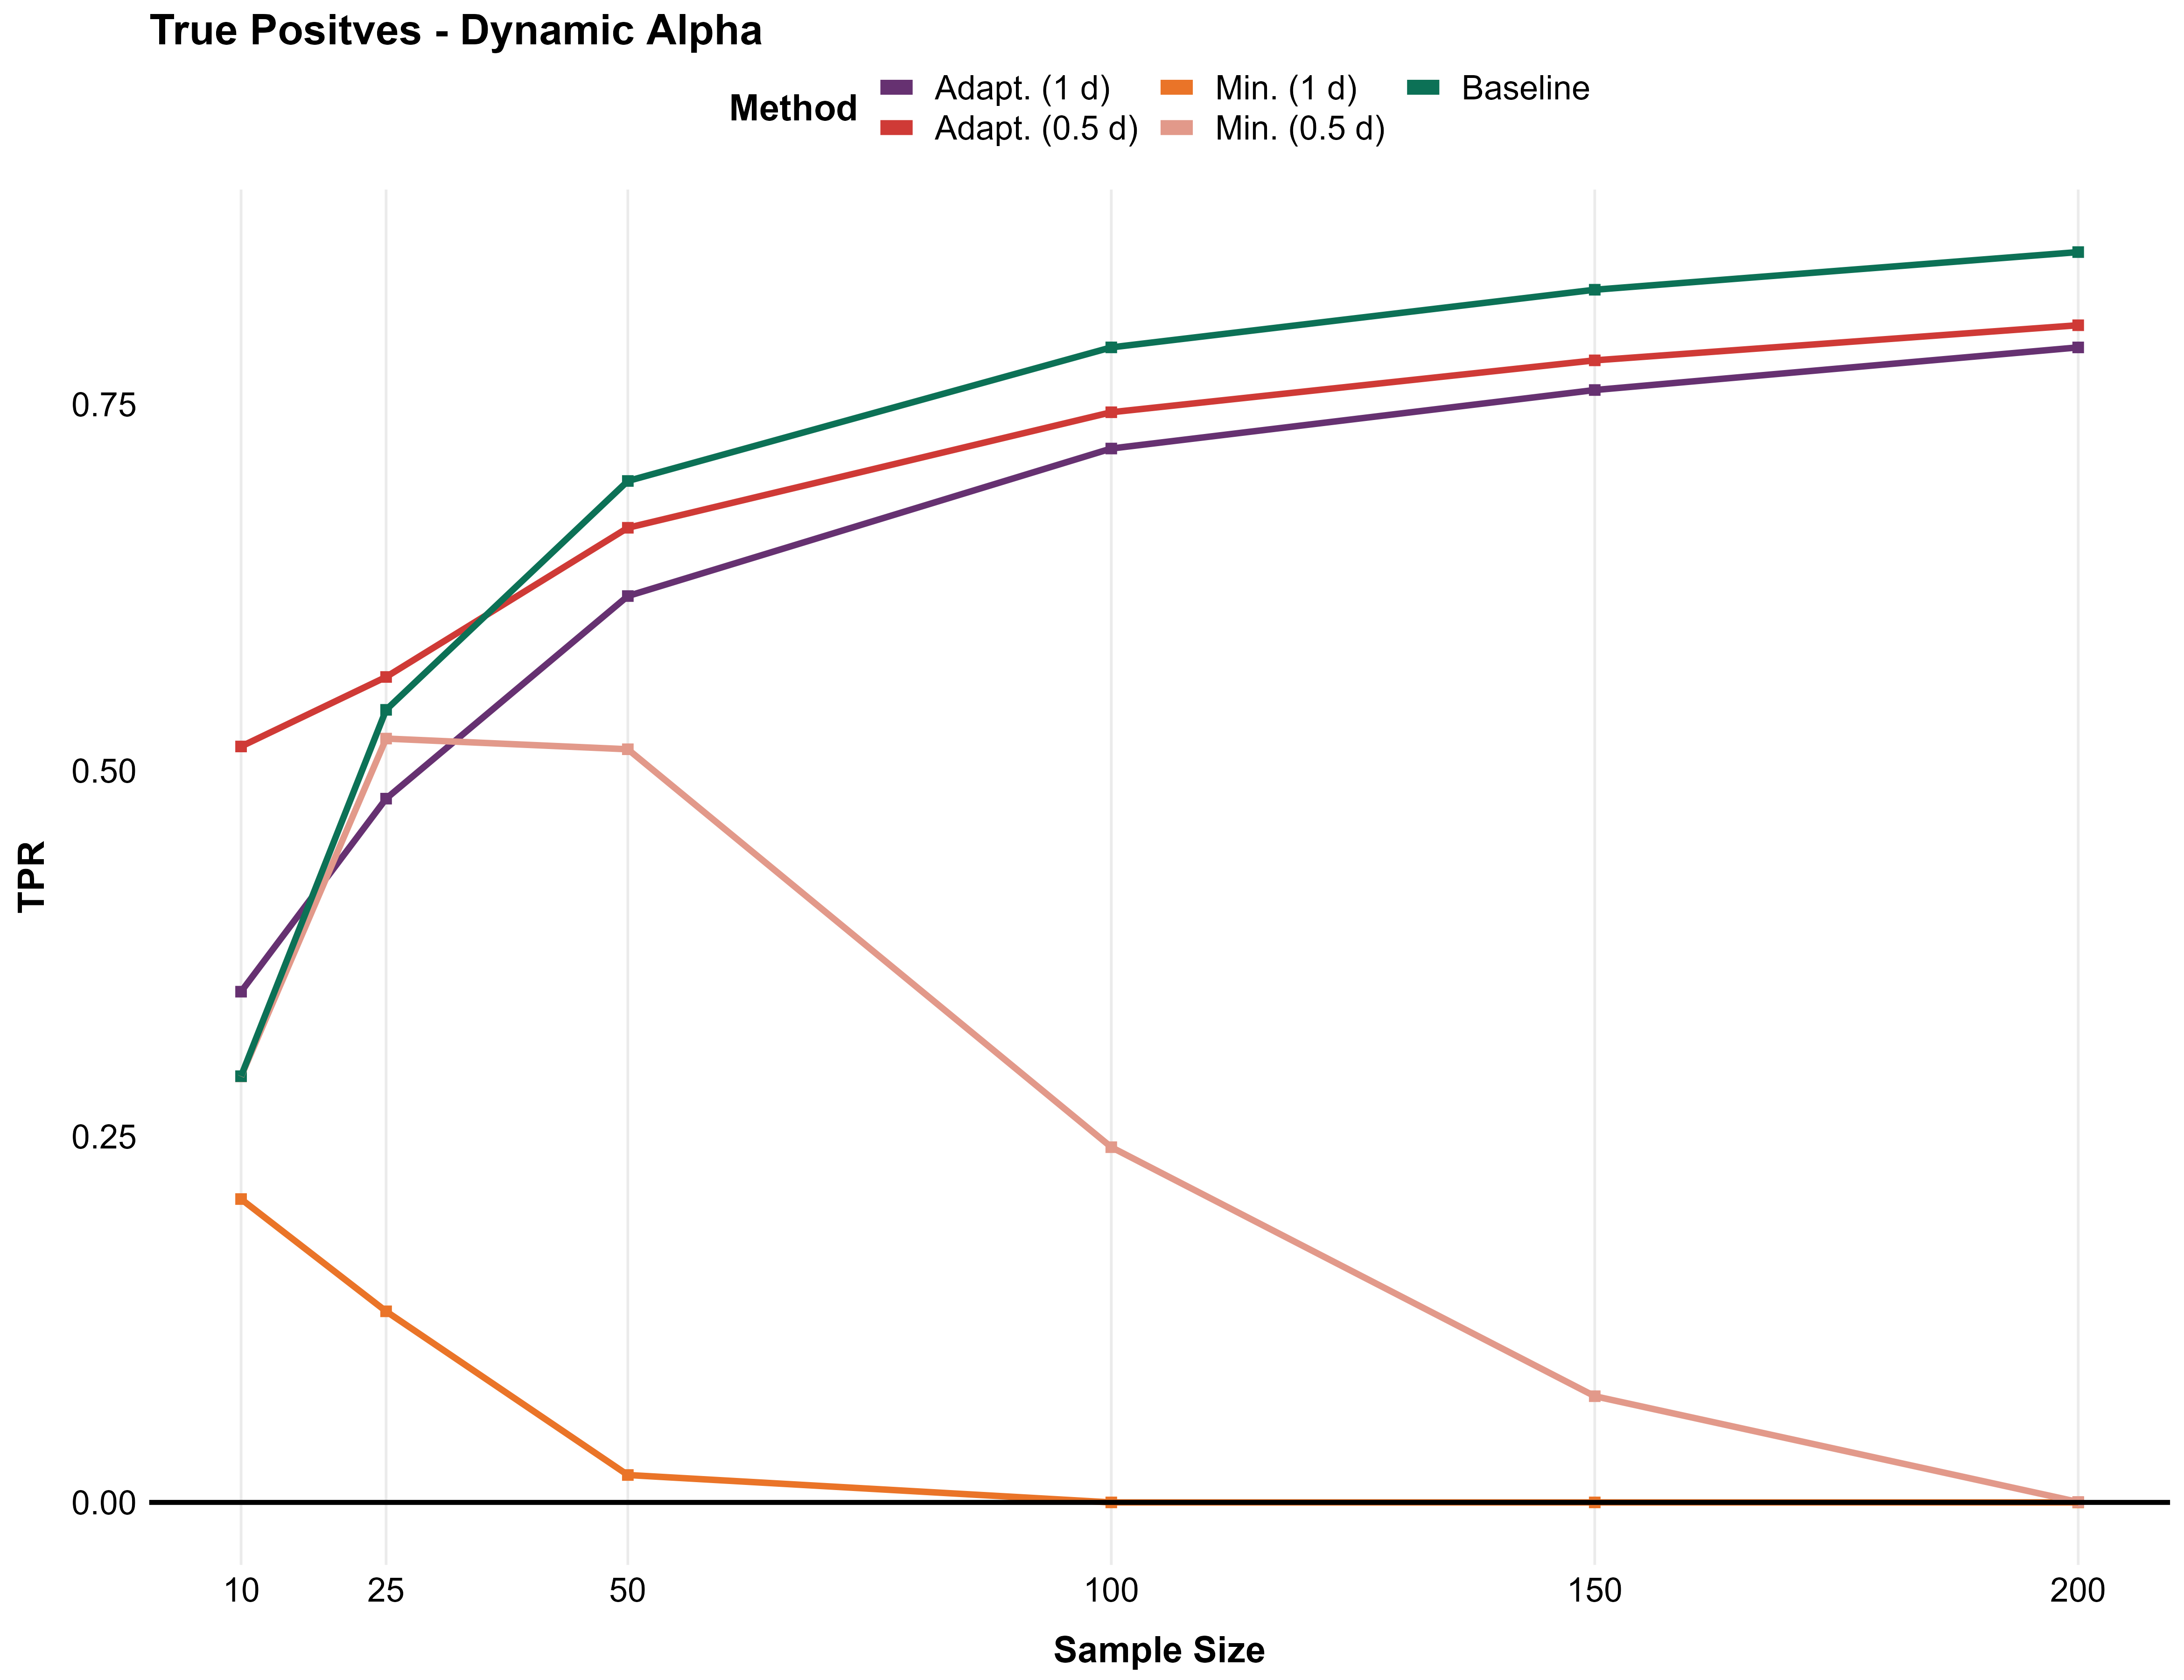 True Positves - Dynamic Alpha
Method
Adapt. (1 d) Min. (1 d) Baseline
Adapt. (0.5 d) Min. (0.5 d)
TPR
0.75
0.50
0.25
0.00
10 25 50 100 150 200
Sample Size